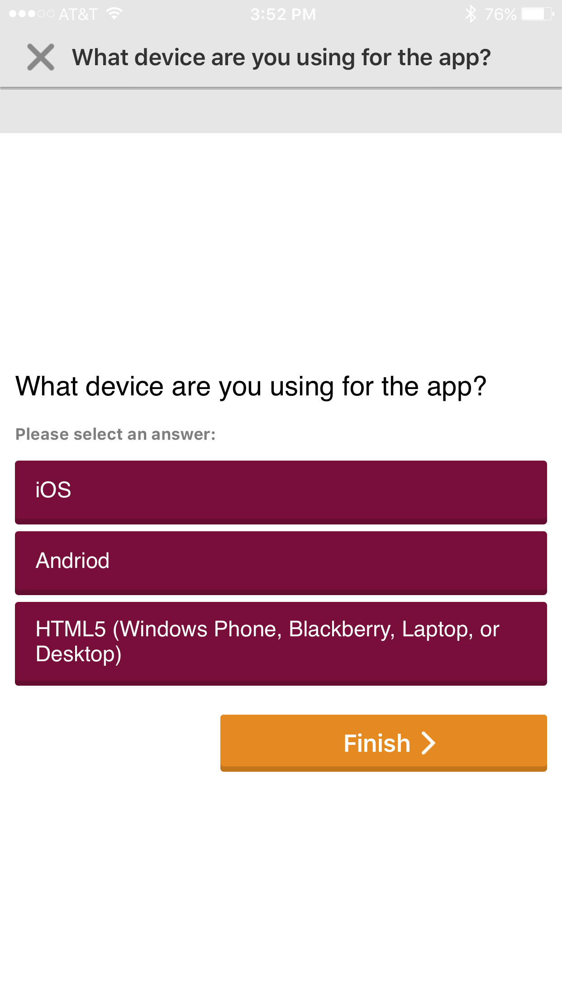 AT&T 3:52 PM 76%
What device are you using for the app?
What device are you using for the app?
Please select an answer:
iOS
Andriod
HTML5 (Windows Phone, Blackberry, Laptop, or
Desktop)
Finish